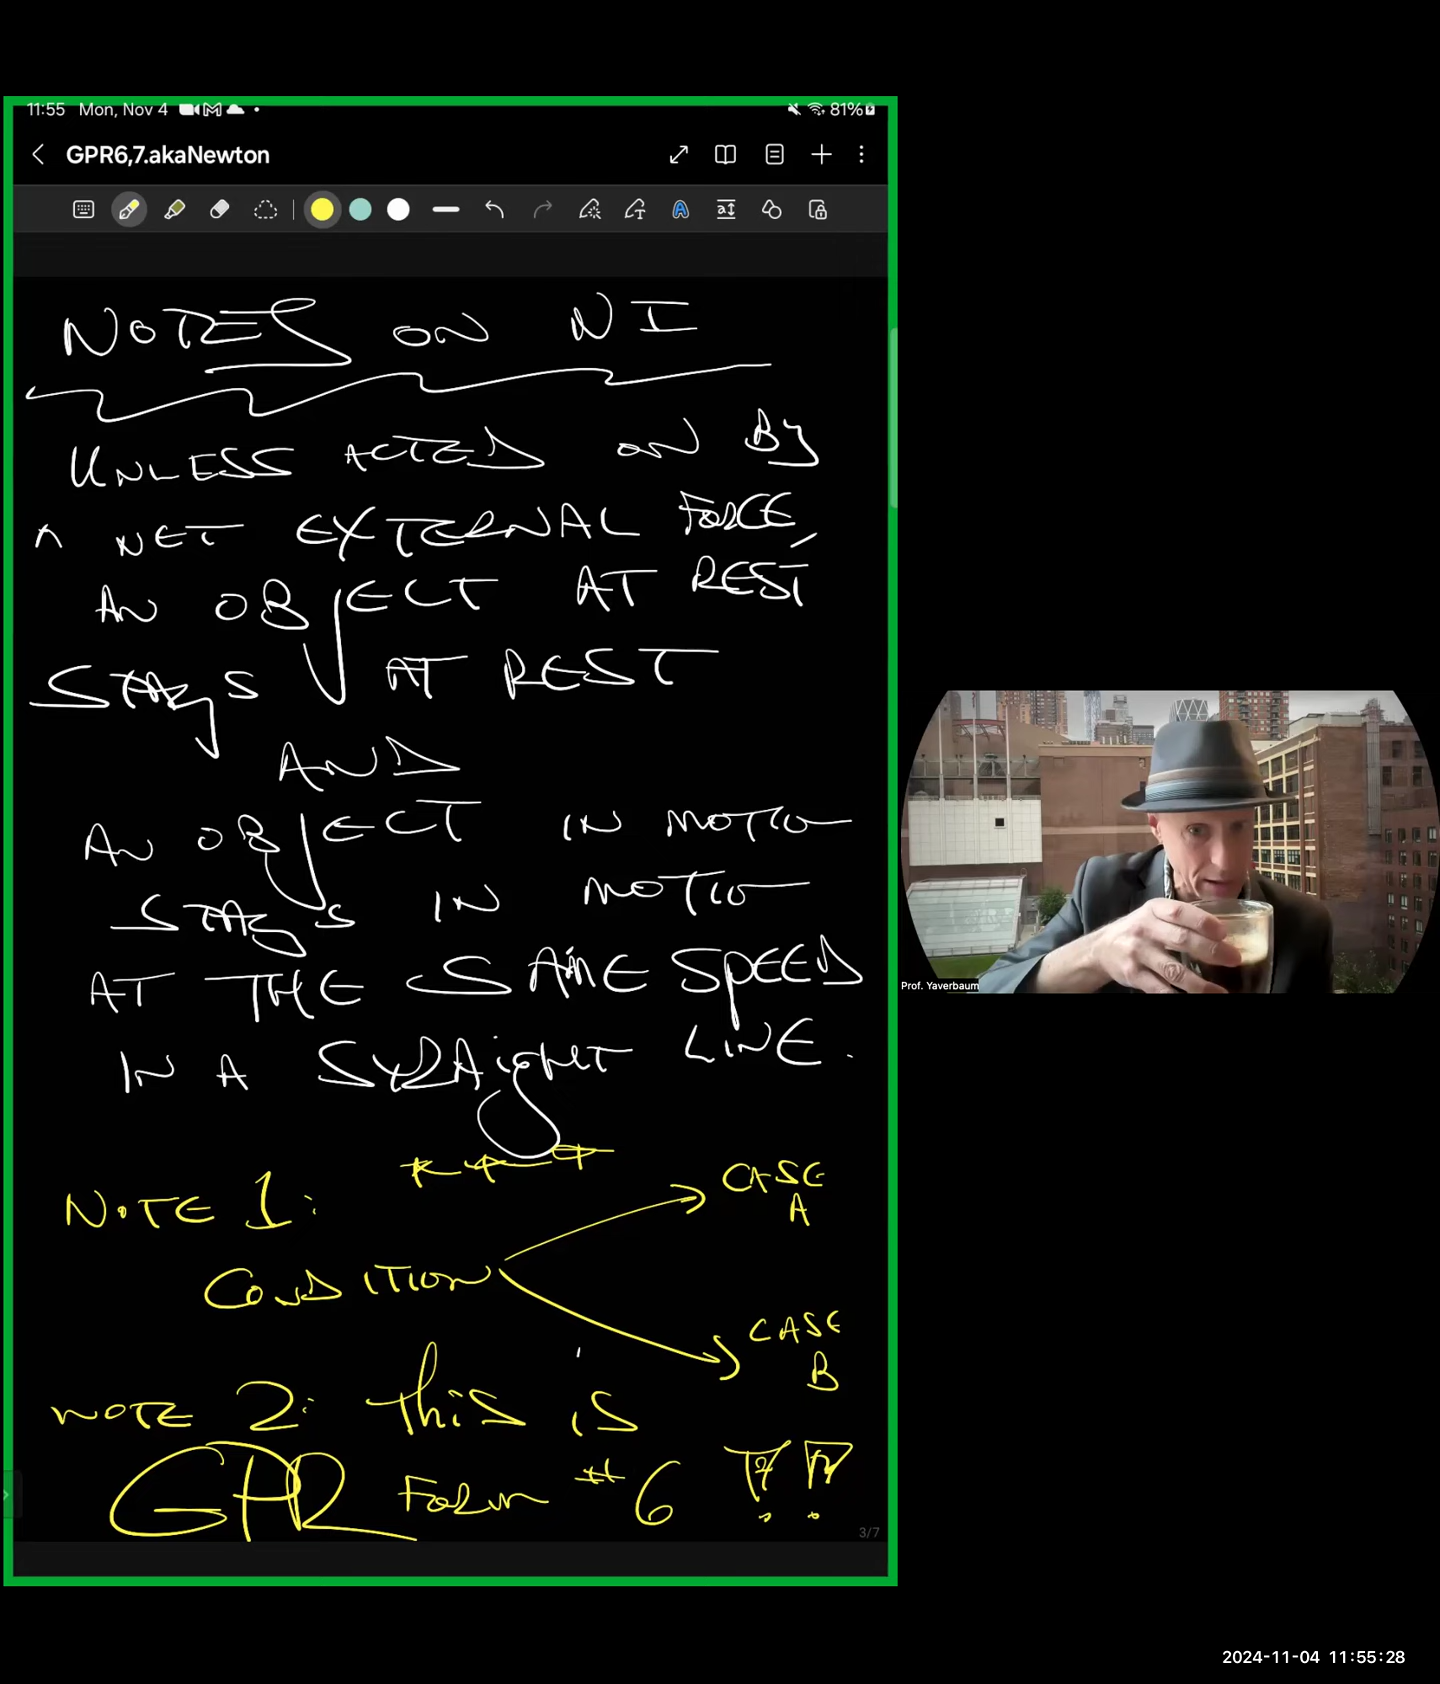 11:55 Mon, Nov 4
81%
GPR6,7.akaNewton
NOTES ON NI
UNLESS ACTED ON BY
A NET EXTERNAL FORCE,
AN OBJECT AT REST
STAYS AT REST
AND
AN OBJECT IN MOTION
STAYS IN MOTION
AT THE SAME SPEED
IN A STRAIGHT LINE.
NOTE 1:
CASE
A
CONDITION
CASE
B
NOTE 2: This is
GPR FORM #6 !!
3/7
Prof. Yaverbaum
2024-11-04 11:55:28